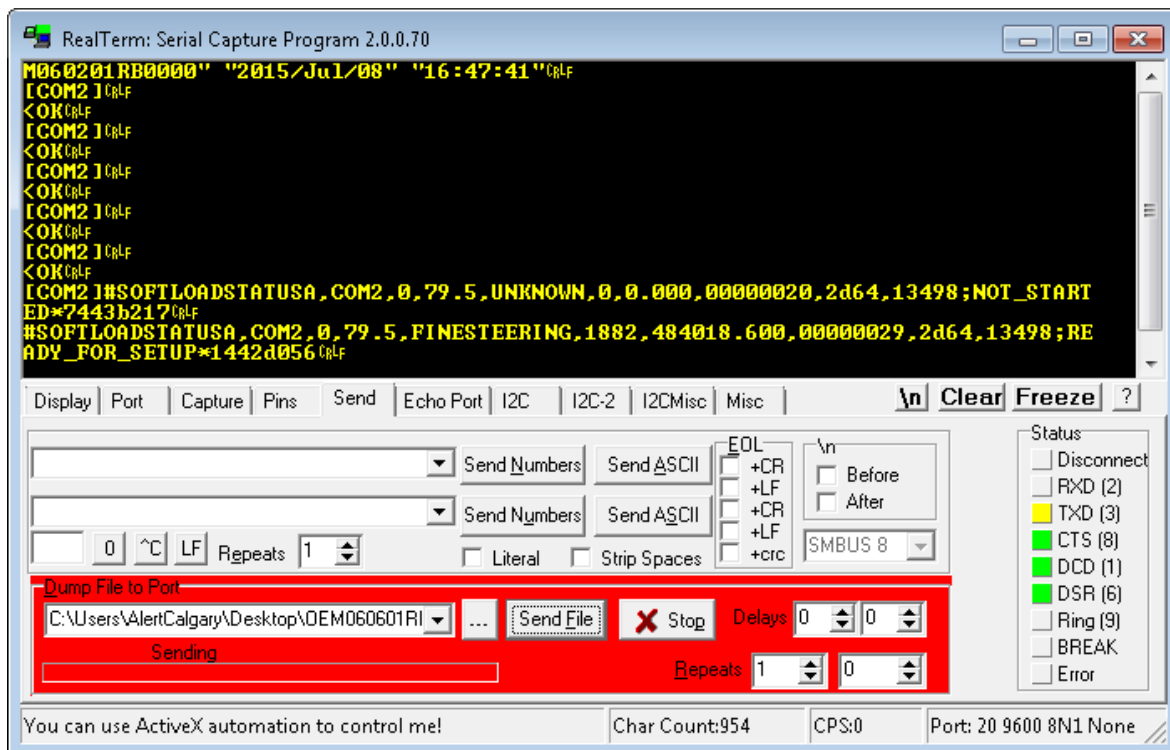 RealTerm: Serial Capture Program 2.0.0.70
M060201RB0000" "2015/Jul/08" "16:47:41"CRLF
[COM2]CRLF
<OKCRLF
[COM2]CRLF
<OKCRLF
[COM2]CRLF
<OKCRLF
[COM2]CRLF
<OKCRLF
[COM2]CRLF
<OKCRLF
[COM2]#SOFTLOADSTATUSA,COM2,0,79.5,UNKNOWN,0,0.000,00000020,2d64,13498;NOT_START
ED*7443b217CRLF
#SOFTLOADSTATUSA,COM2,0,79.5,FINESTEERING,1882,484018.600,00000029,2d64,13498;RE
ADY_FOR_SETUP*1442d056CRLF
Display Port Capture Pins Send Echo Port I2C I2C-2 I2CMisc Misc \n Clear Freeze ?
Status
EOL \n
Send Numbers Send ASCII +CR Before Disconnect
+LF After RXD (2)
Send Numbers Send ASCII +CR TXD (3)
+LF CTS (8)
0 ^C LF Repeats 1 Literal Strip Spaces +crc SMBUS 8 DCD (1)
Dump File to Port DSR (6)
C:\Users\AlertCalgary\Desktop\OEM060601RI ... Send File Stop Delays 0 0 Ring (9)
Sending BREAK
Repeats 1 0 Error
You can use ActiveX automation to control me! Char Count:954 CPS:0 Port: 20 9600 8N1 None